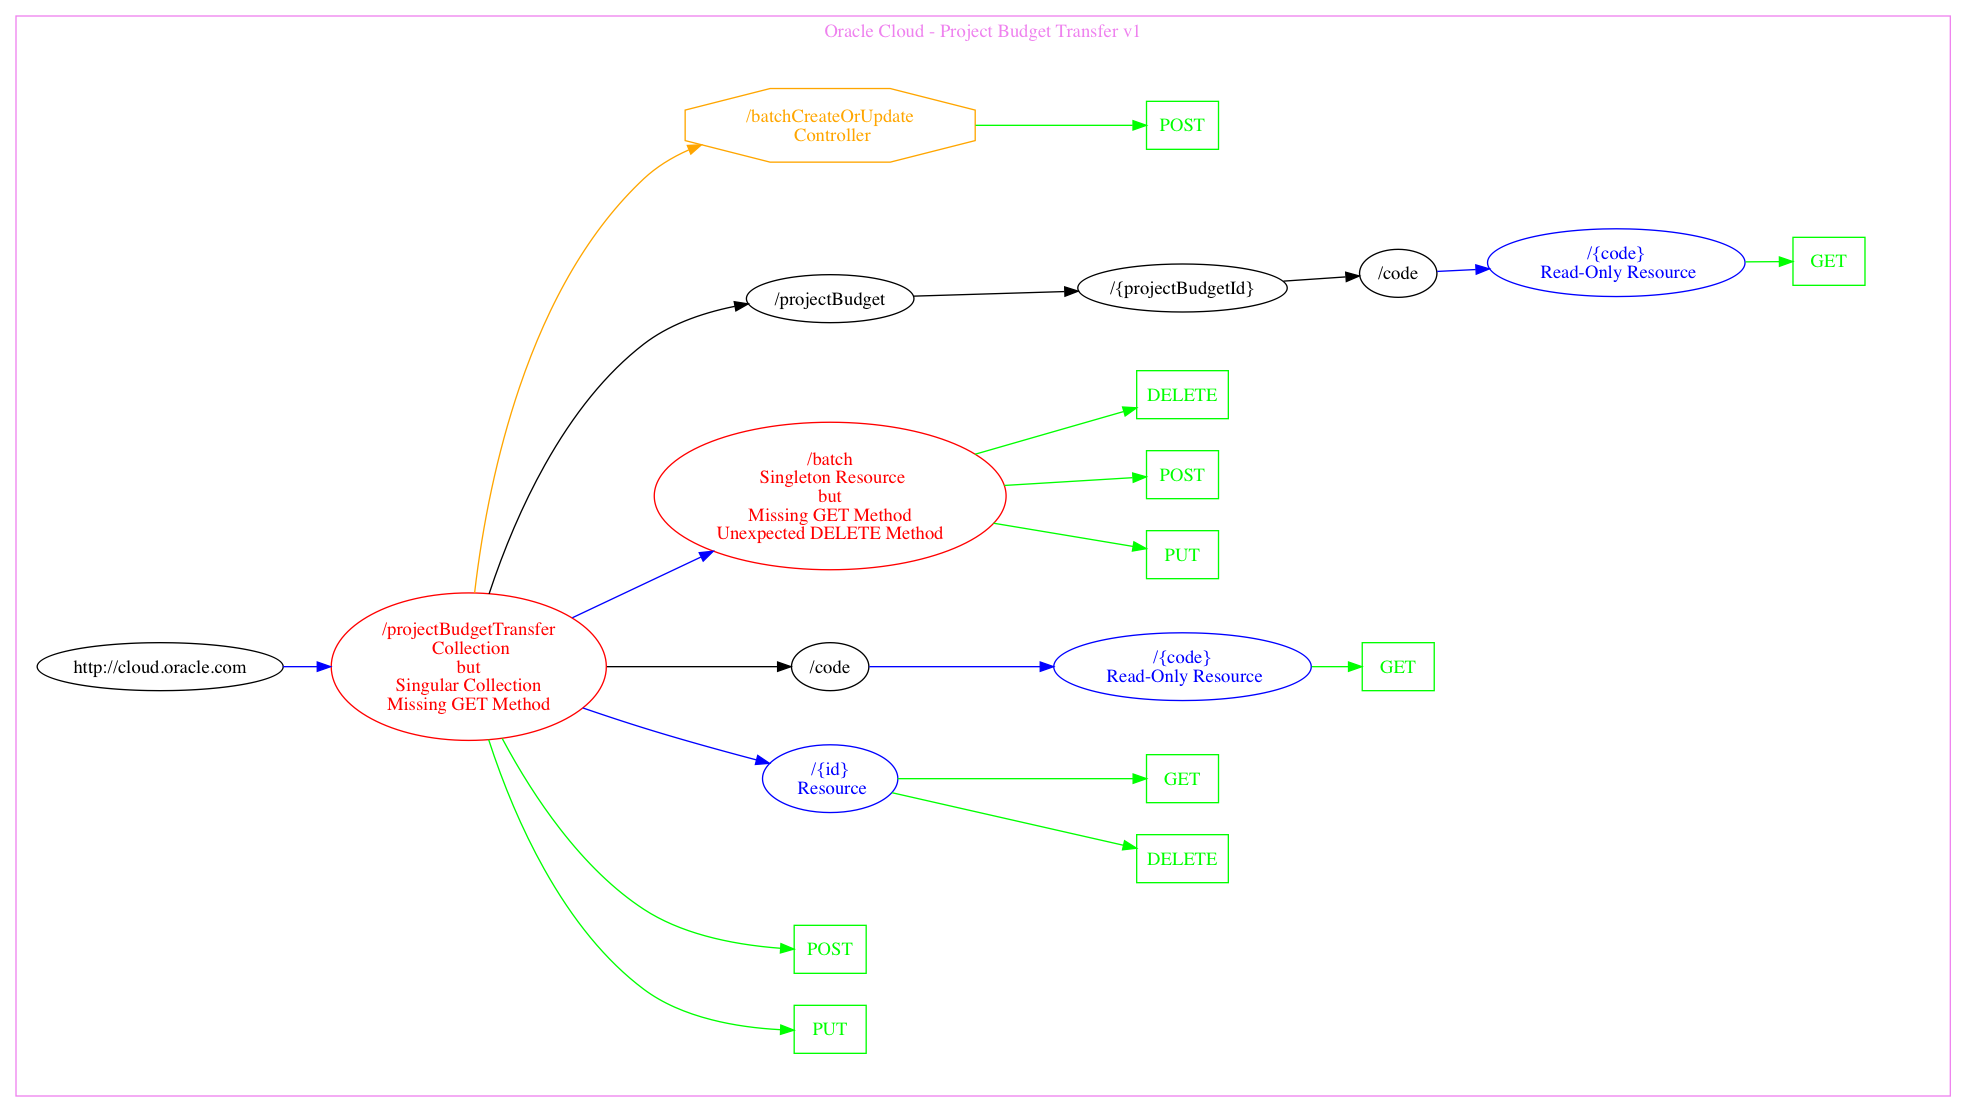 Oracle Cloud - Project Budget Transfer v1
/batchCreateOrUpdate
Controller
POST
/projectBudget
/{projectBudgetId}
/code
/{code}
Read-Only Resource
GET
/batch
Singleton Resource
but
Missing GET Method
Unexpected DELETE Method
DELETE
POST
PUT
http://cloud.oracle.com
/projectBudgetTransfer
Collection
but
Singular Collection
Missing GET Method
/code
/{code}
Read-Only Resource
GET
/{id}
Resource
GET
DELETE
POST
PUT